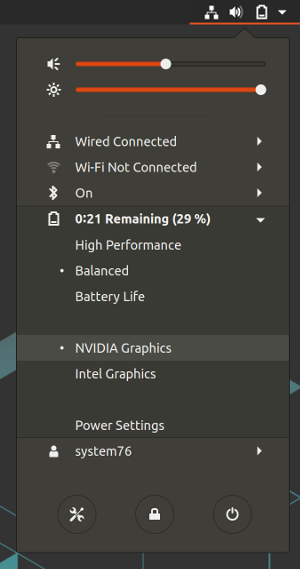 Wired Connected
Wi-Fi Not Connected
On
0:21 Remaining (29 %)
High Performance
Balanced
Battery Life
NVIDIA Graphics
Intel Graphics
Power Settings
system76